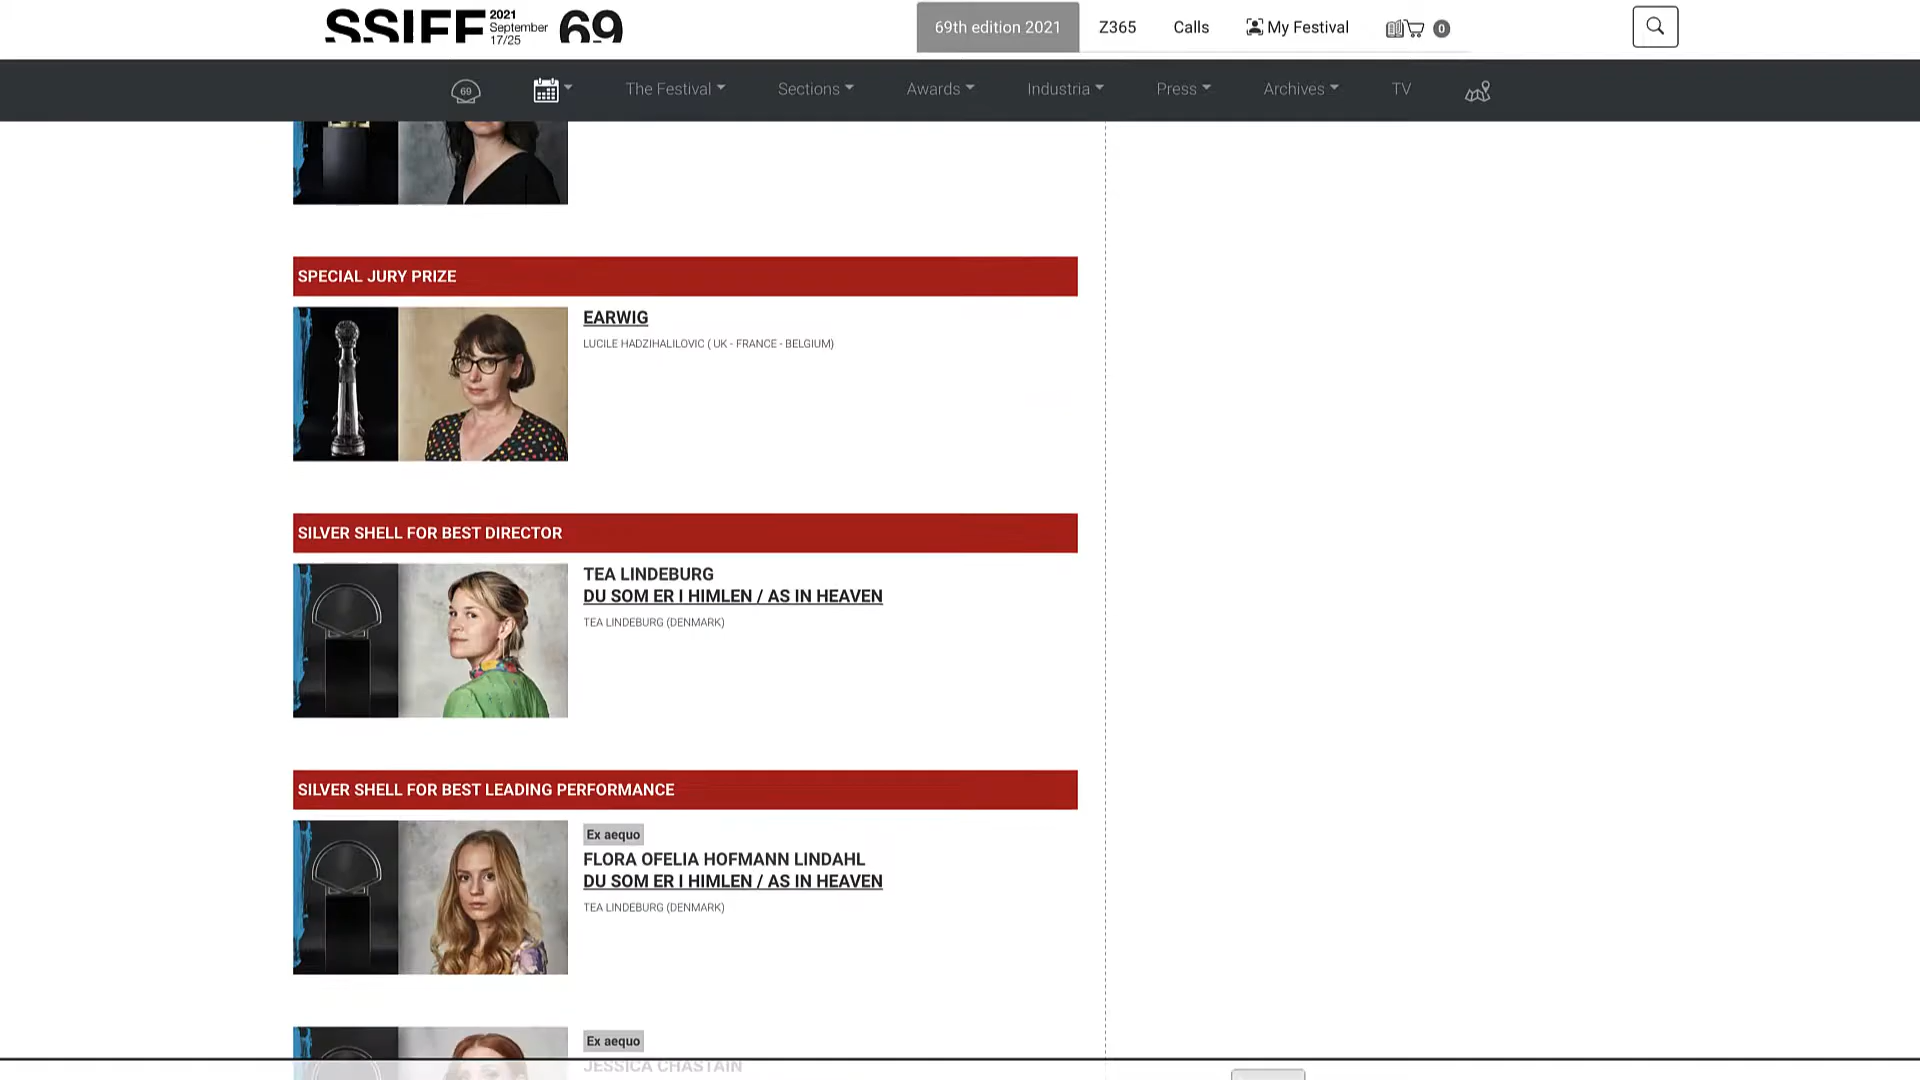 SSIFF 2021 September 17/25 69
69th edition 2021 Z365 Calls My Festival 0
69 The Festival Sections Awards Industria Press Archives TV
SPECIAL JURY PRIZE
EARWIG
LUCILE HADZIHALILOVIC ( UK - FRANCE - BELGIUM)
SILVER SHELL FOR BEST DIRECTOR
TEA LINDEBURG
DU SOM ER I HIMLEN / AS IN HEAVEN
TEA LINDEBURG (DENMARK)
SILVER SHELL FOR BEST LEADING PERFORMANCE
Ex aequo
FLORA OFELIA HOFMANN LINDAHL
DU SOM ER I HIMLEN / AS IN HEAVEN
TEA LINDEBURG (DENMARK)
Ex aequo
JESSICA CHASTAIN